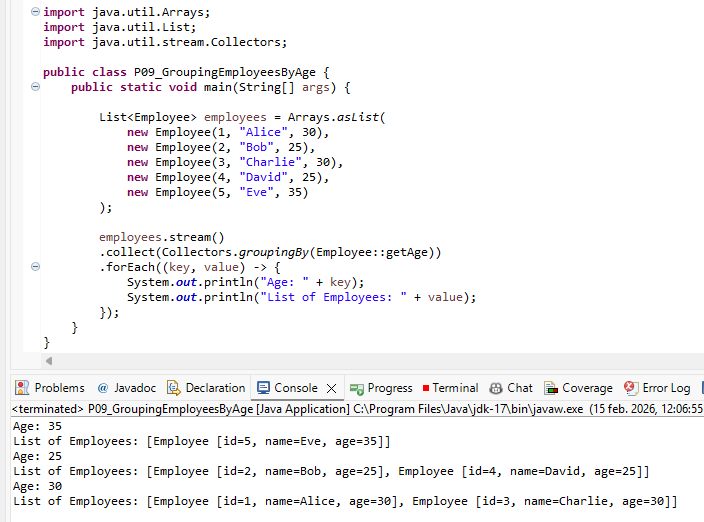 import java.util.Arrays;
import java.util.List;
import java.util.stream.Collectors;

public class P09_GroupingEmployeesByAge {
    public static void main(String[] args) {

        List<Employee> employees = Arrays.asList(
            new Employee(1, "Alice", 30),
            new Employee(2, "Bob", 25),
            new Employee(3, "Charlie", 30),
            new Employee(4, "David", 25),
            new Employee(5, "Eve", 35)
        );

        employees.stream()
        .collect(Collectors.groupingBy(Employee::getAge))
        .forEach((key, value) -> {
            System.out.println("Age: " + key);
            System.out.println("List of Employees: " + value);
        });
    }
}
Problems @ Javadoc Declaration Console Progress Terminal Chat Coverage Error Log
<terminated> P09_GroupingEmployeesByAge [Java Application] C:\Program Files\Java\jdk-17\bin\javaw.exe (15 feb. 2026, 12:06:55
Age: 35
List of Employees: [Employee [id=5, name=Eve, age=35]]
Age: 25
List of Employees: [Employee [id=2, name=Bob, age=25], Employee [id=4, name=David, age=25]]
Age: 30
List of Employees: [Employee [id=1, name=Alice, age=30], Employee [id=3, name=Charlie, age=30]]